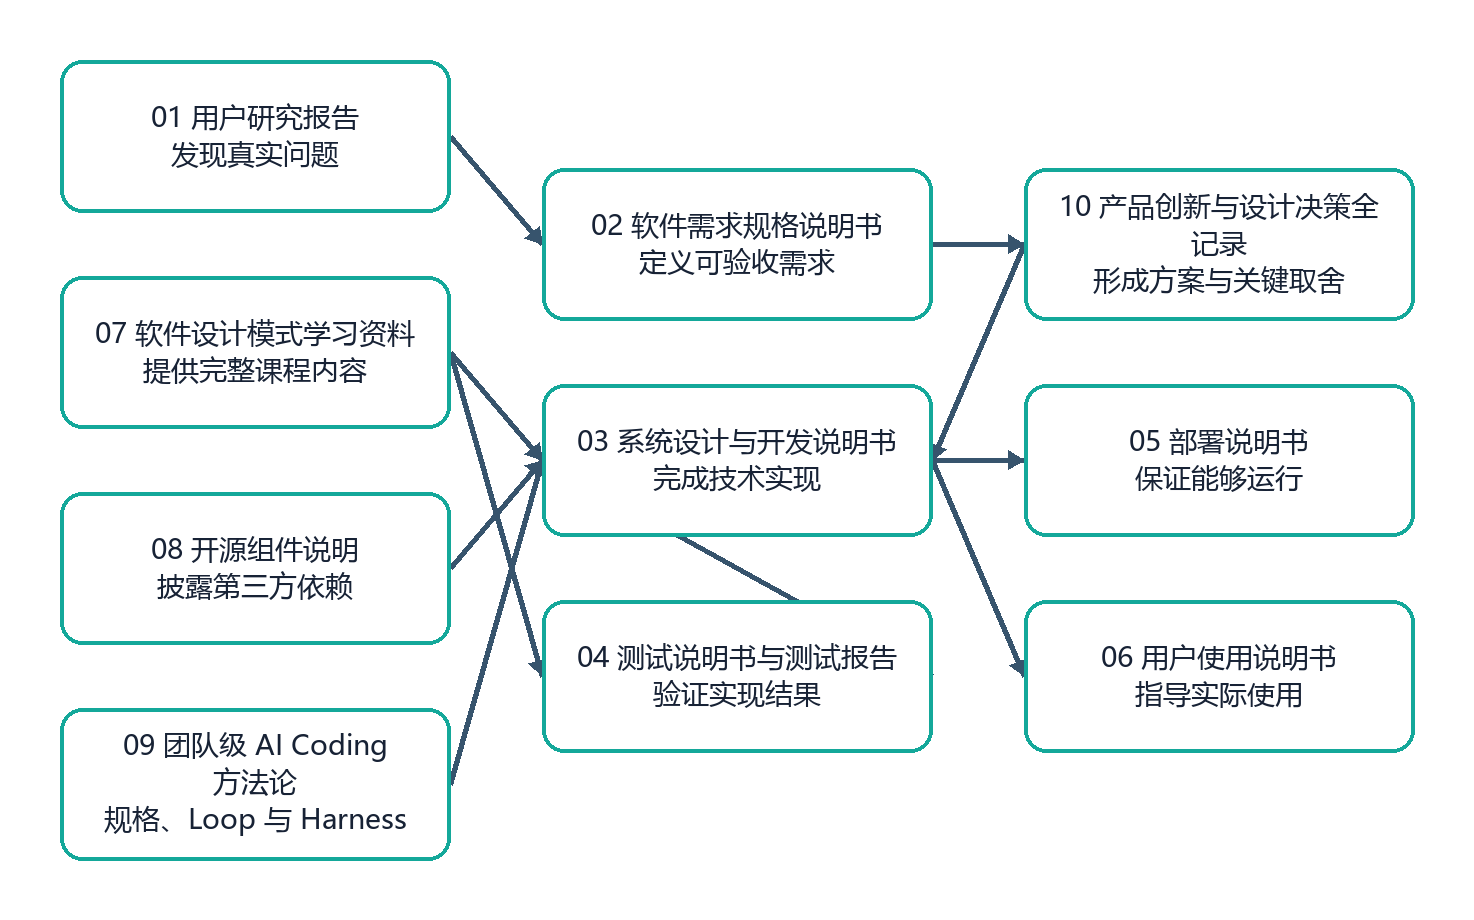 01 用户研究报告
发现真实问题
07 软件设计模式学习资料
提供完整课程内容
08 开源组件说明
披露第三方依赖
09 团队级 AI Coding
方法论
规格、Loop 与 Harness
02 软件需求规格说明书
定义可验收需求
03 系统设计与开发说明书
完成技术实现
04 测试说明书与测试报告
验证实现结果
10 产品创新与设计决策全
记录
形成方案与关键取舍
05 部署说明书
保证能够运行
06 用户使用说明书
指导实际使用